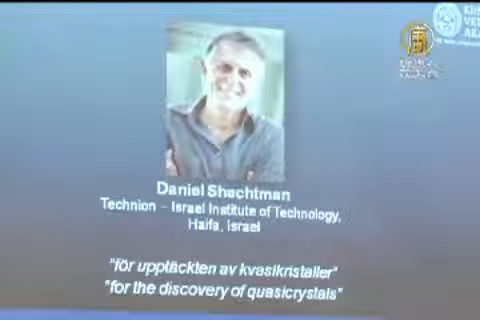 Daniel Shechtman
Technion – Israel Institute of Technology,
Haifa, Israel
"för upptäckten av kvasikristaller"
"for the discovery of quasicrystals"